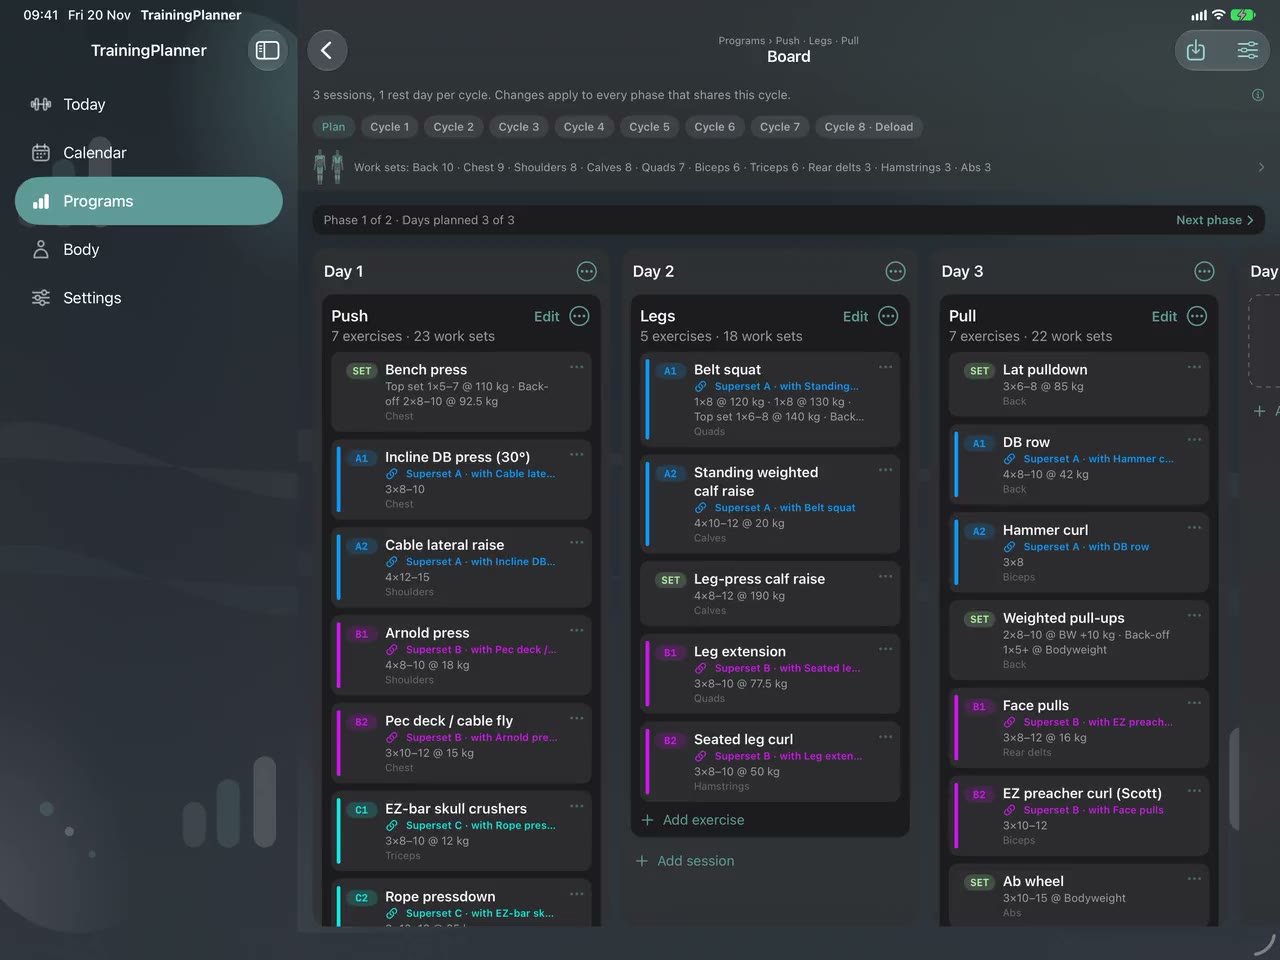 09:41 Fri 20 Nov TrainingPlanner
TrainingPlanner
Today
Calendar
Programs
Body
Settings
Programs › Push · Legs · Pull
Board
3 sessions, 1 rest day per cycle. Changes apply to every phase that shares this cycle.
Plan Cycle 1 Cycle 2 Cycle 3 Cycle 4 Cycle 5 Cycle 6 Cycle 7 Cycle 8 · Deload
Work sets: Back 10 · Chest 9 · Shoulders 8 · Calves 8 · Quads 7 · Biceps 6 · Triceps 6 · Rear delts 3 · Hamstrings 3 · Abs 3
Phase 1 of 2 · Days planned 3 of 3 Next phase
Day 1
Push Edit
7 exercises · 23 work sets
SET Bench press
Top set 1×5–7 @ 110 kg · Back-
off 2×8–10 @ 92.5 kg
Chest
A1 Incline DB press (30°)
Superset A · with Cable late...
3×8–10
Chest
A2 Cable lateral raise
Superset A · with Incline DB...
4×12–15
Shoulders
B1 Arnold press
Superset B · with Pec deck /...
4×8–10 @ 18 kg
Shoulders
B2 Pec deck / cable fly
Superset B · with Arnold pre...
3×10–12 @ 15 kg
Chest
C1 EZ-bar skull crushers
Superset C · with Rope pres...
3×8–10 @ 12 kg
Triceps
C2 Rope pressdown
Superset C · with EZ-bar sk...
Day 2
Legs Edit
5 exercises · 18 work sets
A1 Belt squat
Superset A · with Standing...
1×8 @ 120 kg · 1×8 @ 130 kg ·
Top set 1×6–8 @ 140 kg · Back...
Quads
A2 Standing weighted
calf raise
Superset A · with Belt squat
4×10–12 @ 20 kg
Calves
SET Leg-press calf raise
4×8–12 @ 190 kg
Calves
B1 Leg extension
Superset B · with Seated le...
3×8–10 @ 77.5 kg
Quads
B2 Seated leg curl
Superset B · with Leg exten...
3×8–10 @ 50 kg
Hamstrings
+ Add exercise
+ Add session
Day 3
Pull Edit
7 exercises · 22 work sets
SET Lat pulldown
3×6–8 @ 85 kg
Back
A1 DB row
Superset A · with Hammer c...
4×8–10 @ 42 kg
Back
A2 Hammer curl
Superset A · with DB row
3×8
Biceps
SET Weighted pull-ups
2×8–10 @ BW +10 kg · Back-off
1×5+ @ Bodyweight
Back
B1 Face pulls
Superset B · with EZ preach...
3×8–12 @ 16 kg
Rear delts
B2 EZ preacher curl (Scott)
Superset B · with Face pulls
3×10–12
Biceps
SET Ab wheel
3×10–15 @ Bodyweight
Abs
Day
+